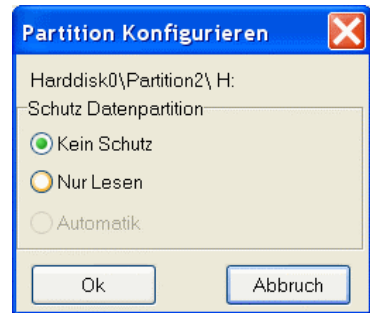 Partition Konfigurieren
Harddisk0\Partition2\ H:
Schutz Datenpartition
Kein Schutz
Nur Lesen
Automatik
Ok
Abbruch